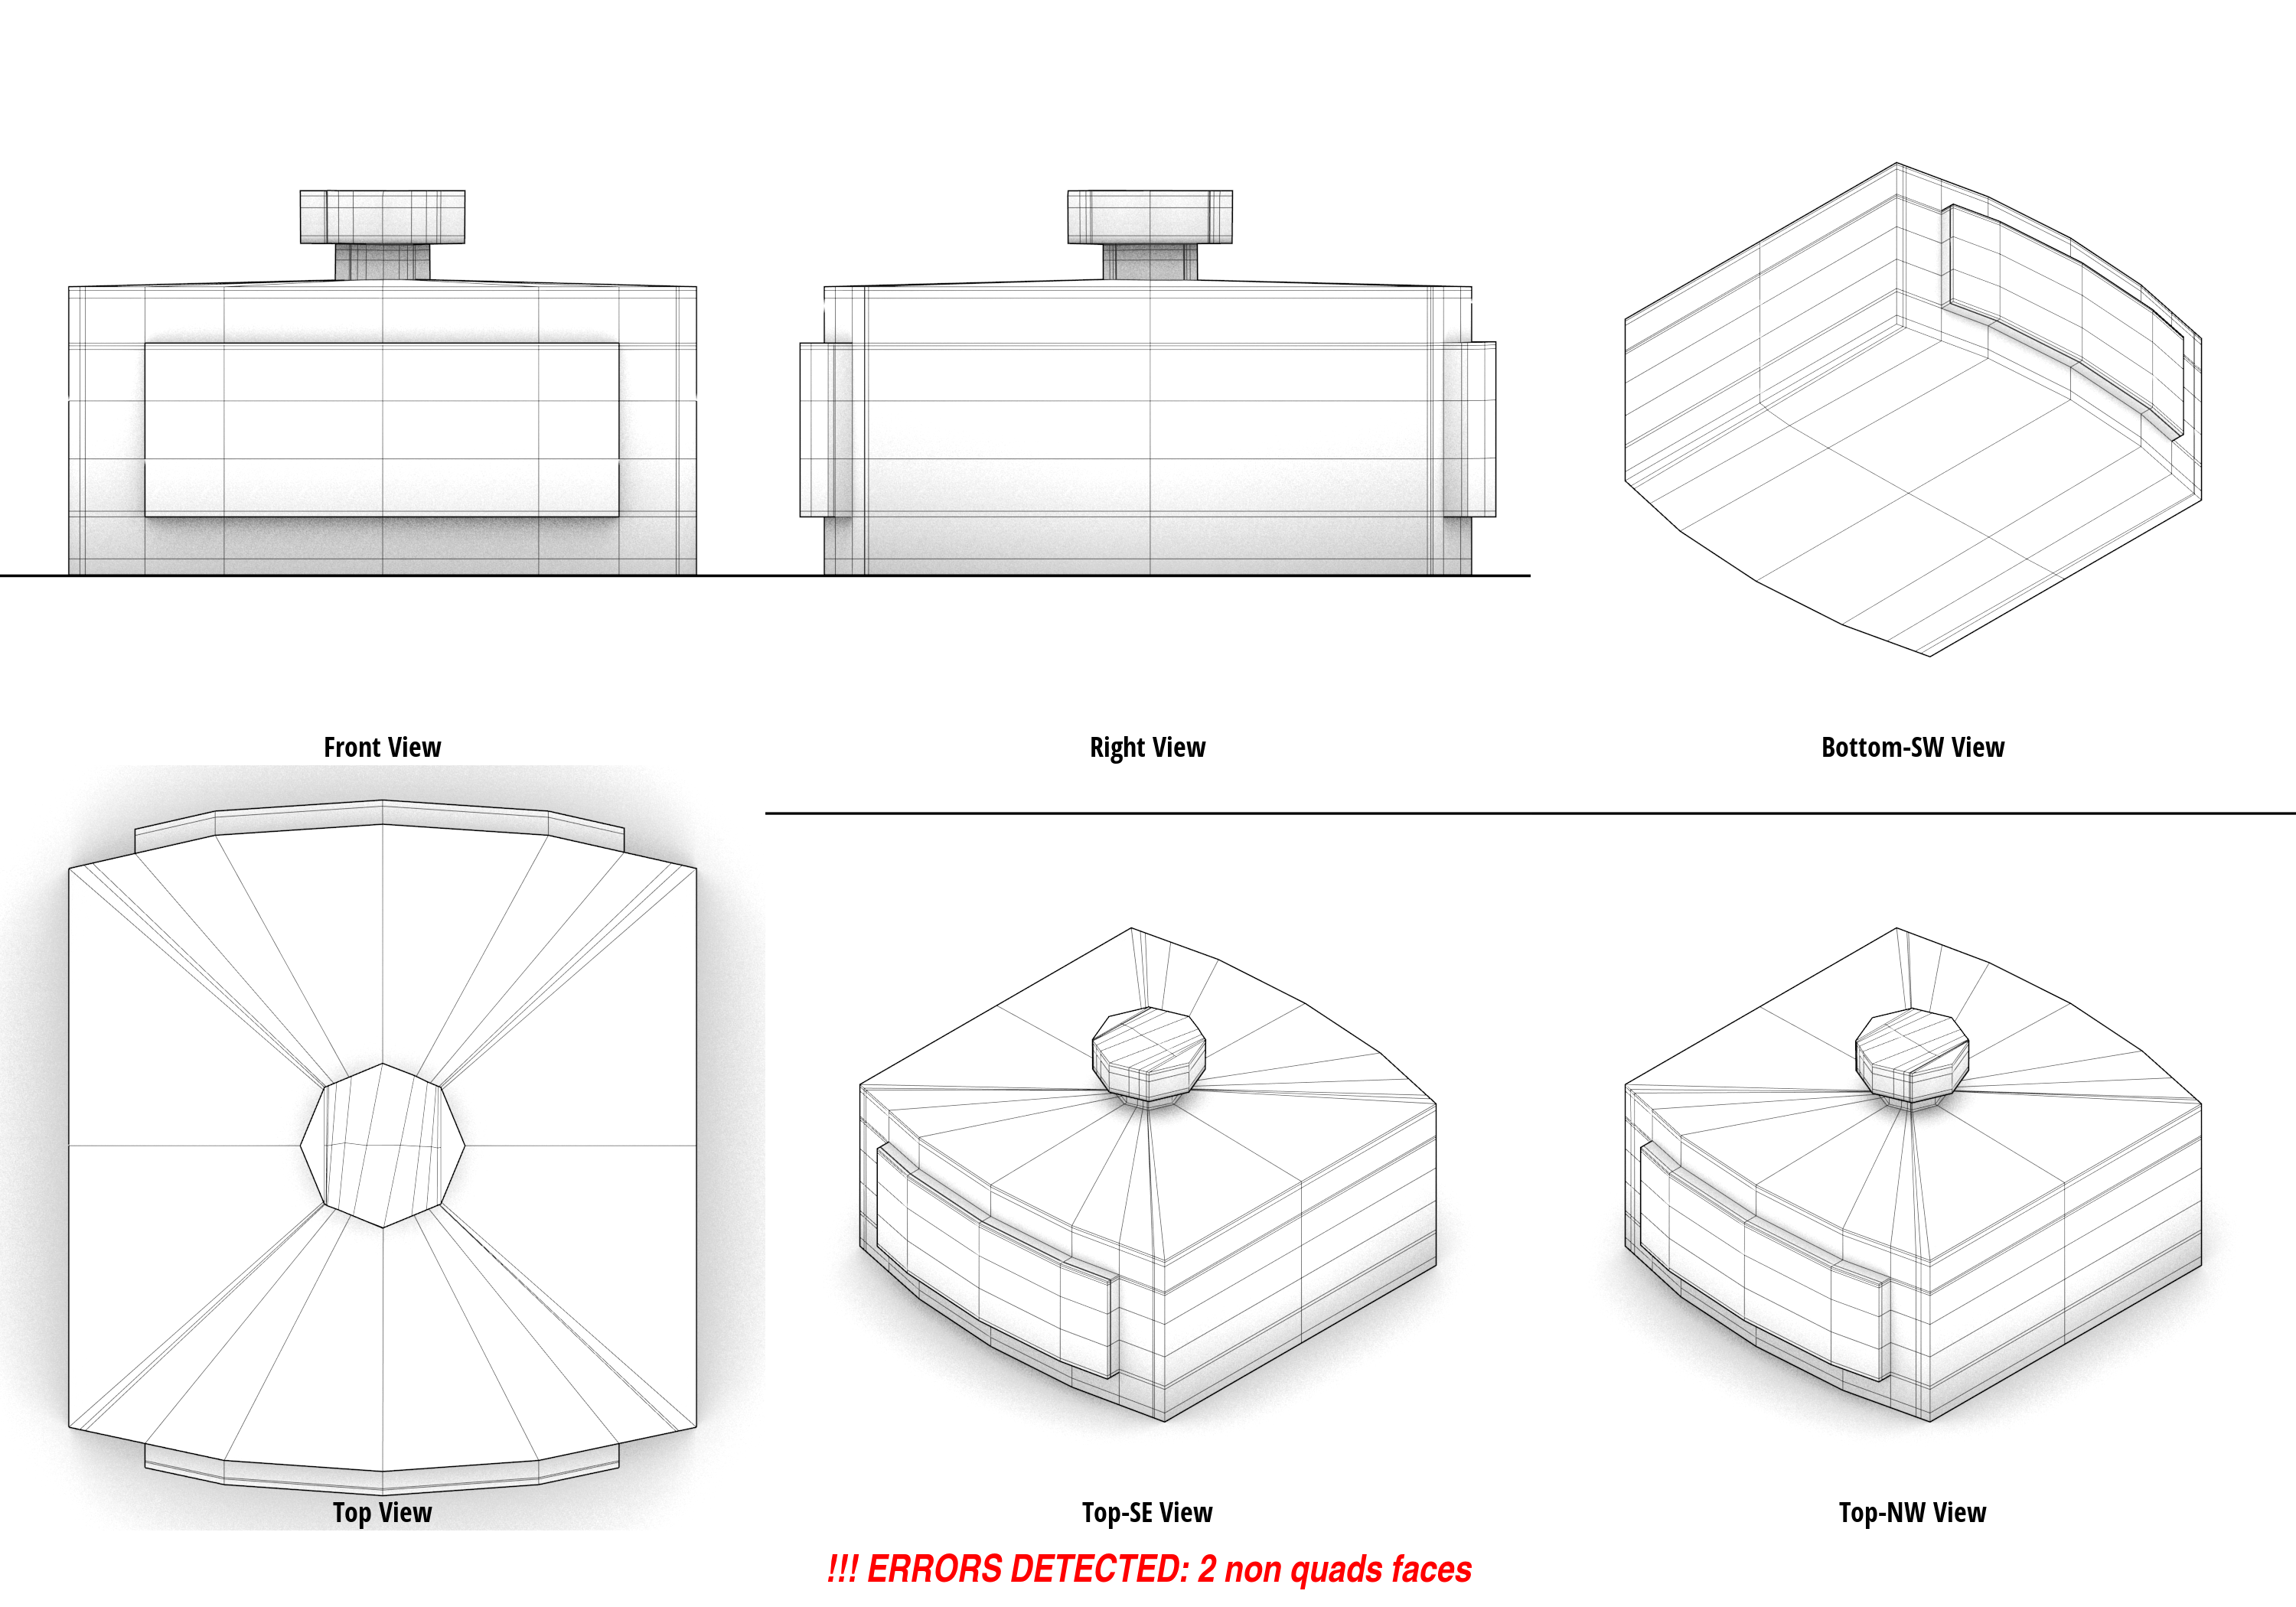 Front View
Right View
Bottom-SW View
Top View
Top-SE View
Top-NW View
!!! ERRORS DETECTED: 2 non quads faces